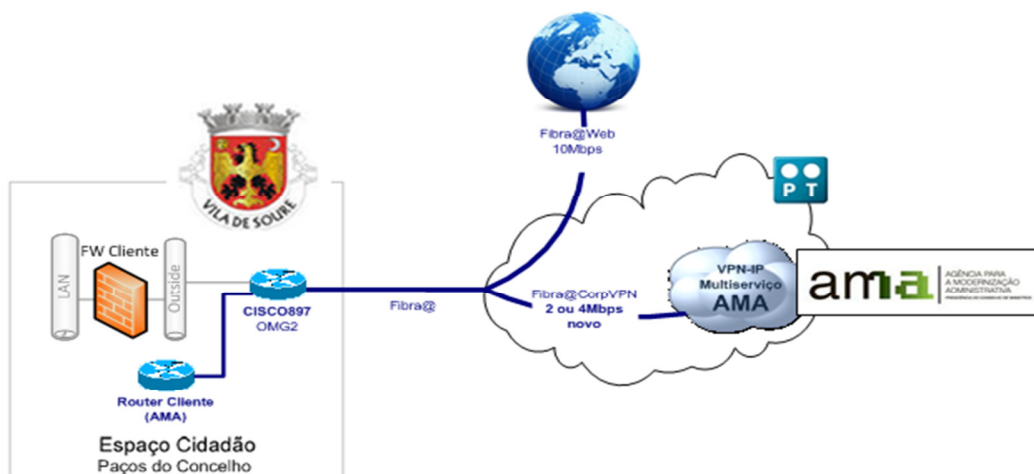 Fibra@Web
10Mbps
PT
VILA DE SOURE
FW Cliente
LAN
Outside
CISCO897
OMG2
Fibra@
Fibra@CorpVPN
2 ou 4Mbps
novo
VPN-IP
Multiserviço
AMA
ama
AGÊNCIA PARA
A MODERNIZAÇÃO
ADMINISTRATIVA
Router Cliente
(AMA)
Espaço Cidadão
Paços do Concelho